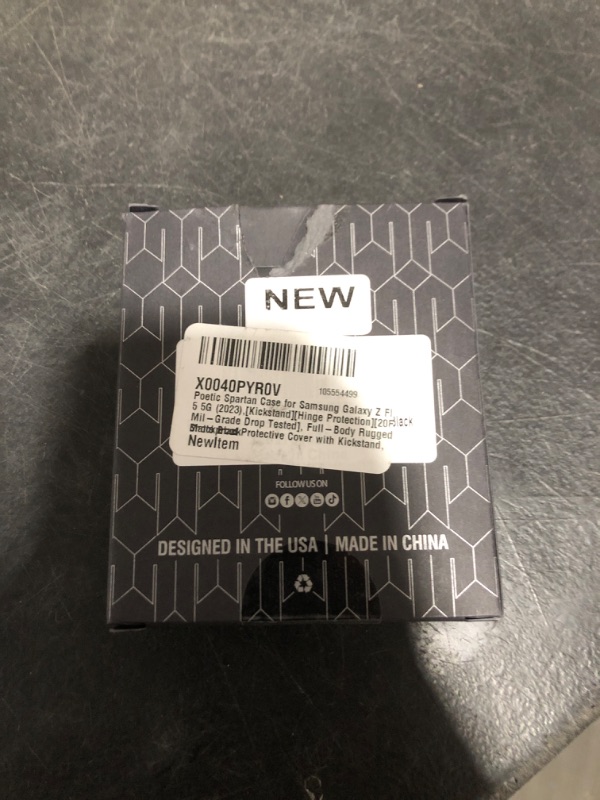 NEW
X0040PYR0V
105554499
Poetic Spartan Case for Samsung Galaxy Z Fl
5 5G (2023),[Kickstand][Hinge Protection][20F
Mil-Grade Drop Tested], Full-Body Rugged
Protective Cover with Kickstand,
NewItem
FOLLOW US ON
DESIGNED IN THE USA | MADE IN CHINA